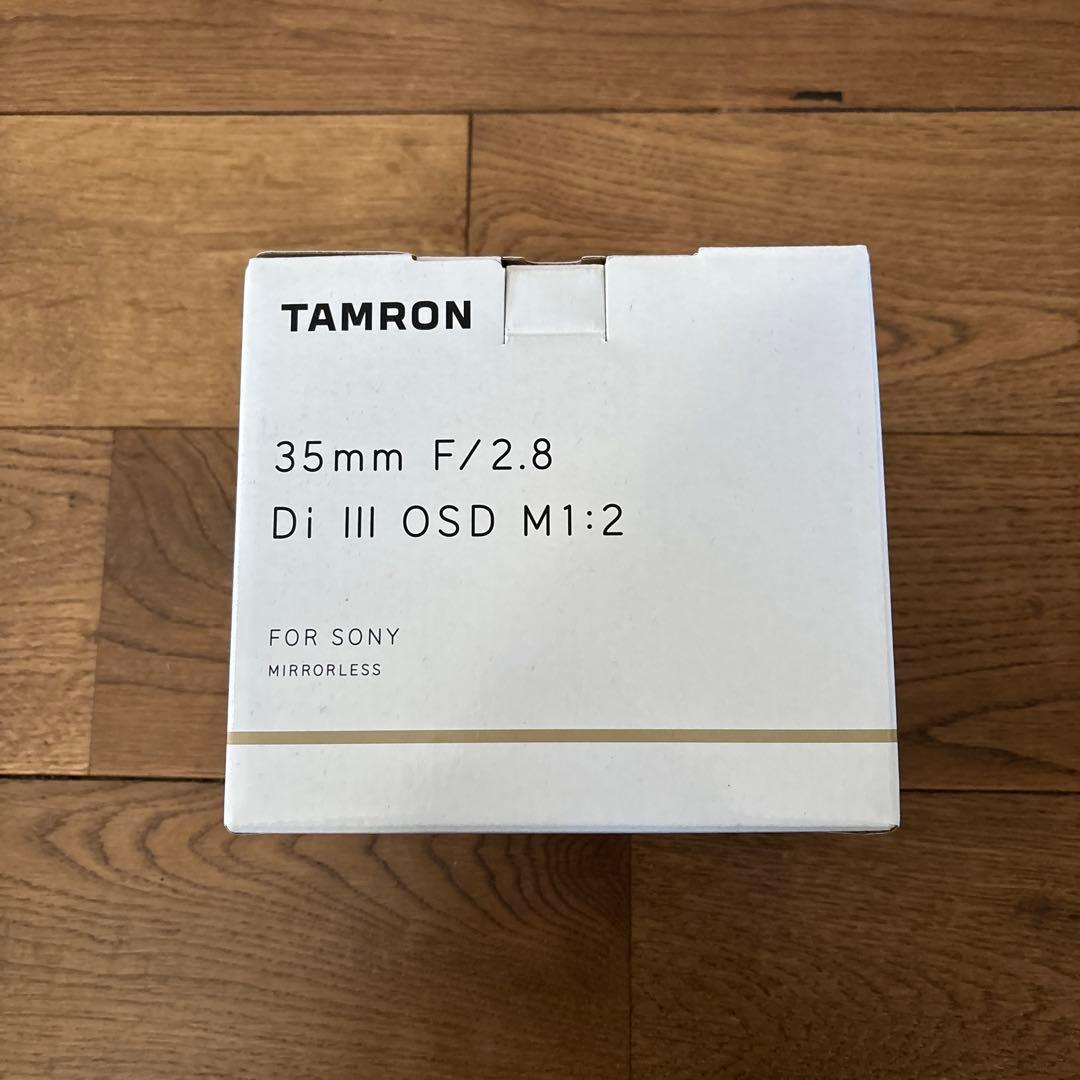 TAMRON
35mm F/2.8
Di III OSD M1:2
FOR SONY
MIRRORLESS